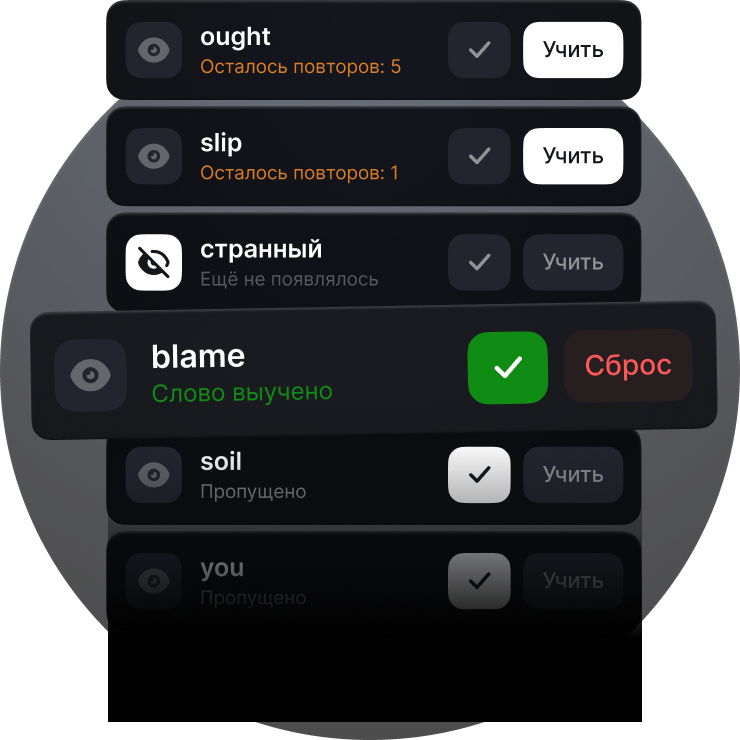 ought
Осталось повторов: 5
Учить
slip
Осталось повторов: 1
Учить
странный
Ещё не появлялось
Учить
blame
Слово выучено
Сброс
soil
Пропущено
Учить
you
Пропущено
Учить